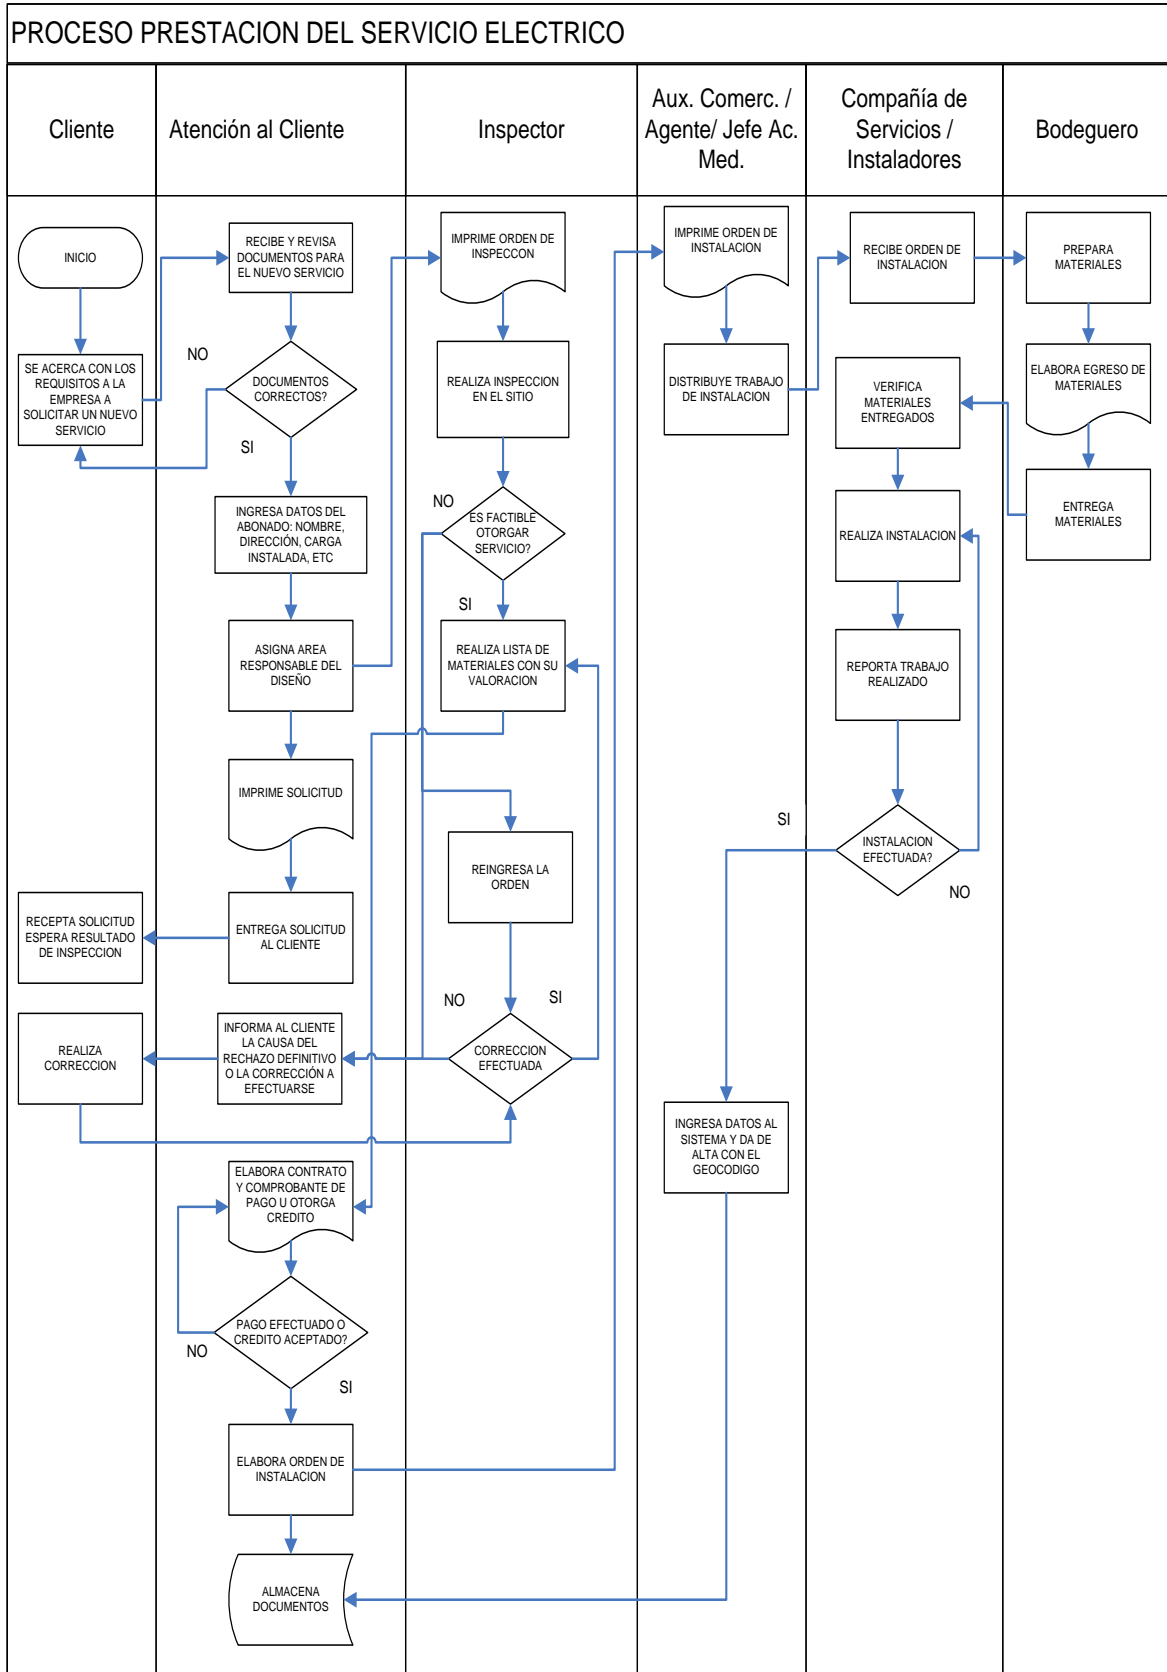 PROCESO PRESTACION DEL SERVICIO ELECTRICO
Cliente
Atención al Cliente
Inspector
Aux. Comerc. /
Agente/ Jefe Ac.
Med.
Compañía de
Servicios /
Instaladores
Bodeguero
INICIO
SE ACERCA CON LOS
REQUISITOS A LA
EMPRESA A
SOLICITAR UN NUEVO
SERVICIO
RECIBE Y REVISA
DOCUMENTOS PARA
EL NUEVO SERVICIO
NO
DOCUMENTOS
CORRECTOS?
SI
INGRESA DATOS DEL
ABONADO: NOMBRE,
DIRECCIÓN, CARGA
INSTALADA, ETC
ASIGNA AREA
RESPONSABLE DEL
DISEÑO
IMPRIME SOLICITUD
ENTREGA SOLICITUD
AL CLIENTE
RECEPTA SOLICITUD
ESPERA RESULTADO
DE INSPECCION
IMPRIME ORDEN DE
INSPECCON
REALIZA INSPECCION
EN EL SITIO
NO
ES FACTIBLE
OTORGAR
SERVICIO?
SI
REALIZA LISTA DE
MATERIALES CON SU
VALORACION
REINGRESA LA
ORDEN
NO
SI
CORRECCION
EFECTUADA
INFORMA AL CLIENTE
LA CAUSA DEL
RECHAZO DEFINITIVO
O LA CORRECCIÓN A
EFECTUARSE
REALIZA
CORRECCION
ELABORA CONTRATO
Y COMPROBANTE DE
PAGO U OTORGA
CREDITO
PAGO EFECTUADO O
CREDITO ACEPTADO?
NO
SI
ELABORA ORDEN DE
INSTALACION
ALMACENA
DOCUMENTOS
IMPRIME ORDEN DE
INSTALACION
DISTRIBUYE TRABAJO
DE INSTALACION
RECIBE ORDEN DE
INSTALACION
PREPARA
MATERIALES
ELABORA EGRESO DE
MATERIALES
ENTREGA
MATERIALES
VERIFICA
MATERIALES
ENTREGADOS
REALIZA INSTALACION
REPORTA TRABAJO
REALIZADO
SI
INSTALACION
EFECTUADA?
NO
INGRESA DATOS AL
SISTEMA Y DA DE
ALTA CON EL
GEOCODIGO